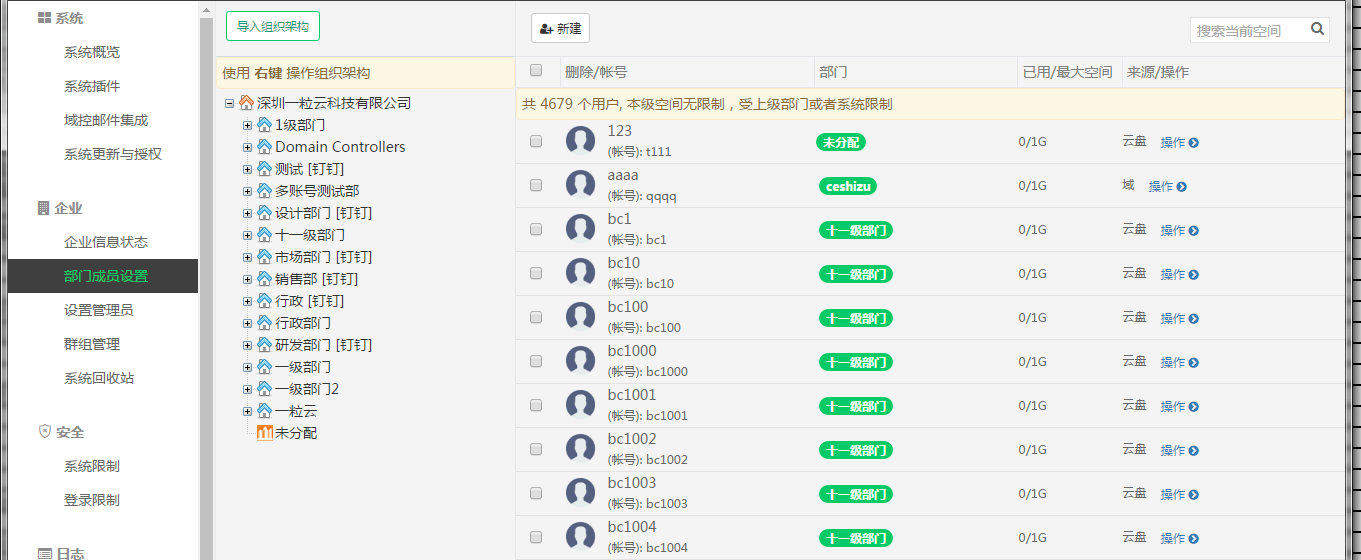 系统
系统概览
系统插件
域控邮件集成
系统更新与授权
企业
企业信息状态
部门成员设置
设置管理员
群组管理
系统回收站
安全
系统限制
登录限制
日志
导入组织架构
使用 右键 操作组织架构
深圳一粒云科技有限公司
1级部门
Domain Controllers
测试 [钉钉]
多账号测试部
设计部门 [钉钉]
十一级部门
市场部门 [钉钉]
销售部 [钉钉]
行政 [钉钉]
行政部门
研发部门 [钉钉]
一级部门
一级部门2
一粒云
未分配
新建
搜索当前空间
删除/帐号 部门 已用/最大空间 来源/操作
共 4679 个用户, 本级空间无限制，受上级部门或者系统限制
123
(帐号): t111 未分配 0/1G 云盘 操作
aaaa
(帐号): qqqq ceshizu 0/1G 域 操作
bc1
(帐号): bc1 十一级部门 0/1G 云盘 操作
bc10
(帐号): bc10 十一级部门 0/1G 云盘 操作
bc100
(帐号): bc100 十一级部门 0/1G 云盘 操作
bc1000
(帐号): bc1000 十一级部门 0/1G 云盘 操作
bc1001
(帐号): bc1001 十一级部门 0/1G 云盘 操作
bc1002
(帐号): bc1002 十一级部门 0/1G 云盘 操作
bc1003
(帐号): bc1003 十一级部门 0/1G 云盘 操作
bc1004
(帐号): bc1004 十一级部门 0/1G 云盘 操作